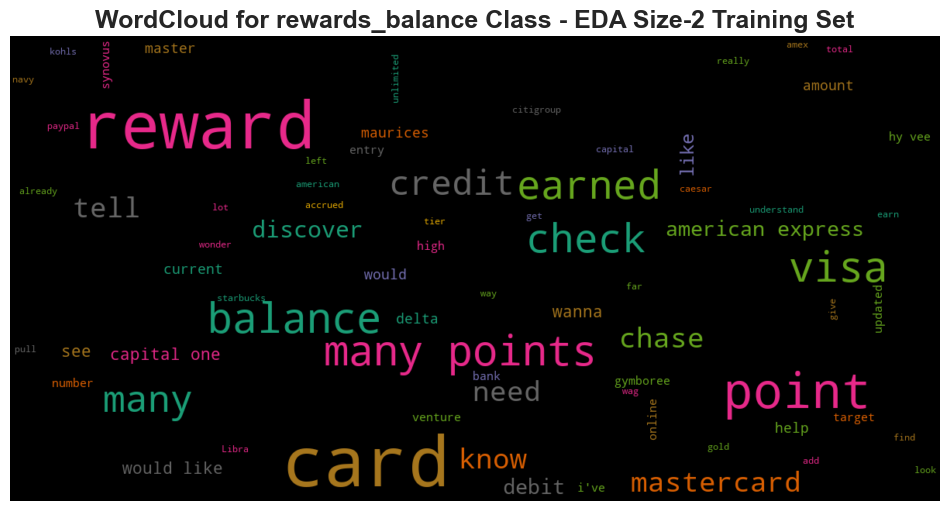 WordCloud for rewards_balance Class - EDA Size-2 Training Set
kohls
synovus
master
unlimited
really
amex
total
navy
amount
citigroup
reward
paypal
maurices
entry
capital
like
hy vee
left
american
credit
earned
caesar
already
tell
lot
accrued
tier
get
understand
earn
wonder
discover
high
check
american express
current
would
visa
starbucks
way
far
give
updated
balance
delta
wanna
chase
pull
see
capital one
many points
number
many
bank
need
gymboree
wag
point
venture
online
help
target
find
Libra
would like
card
know
gold
add
look
debit
i've
mastercard